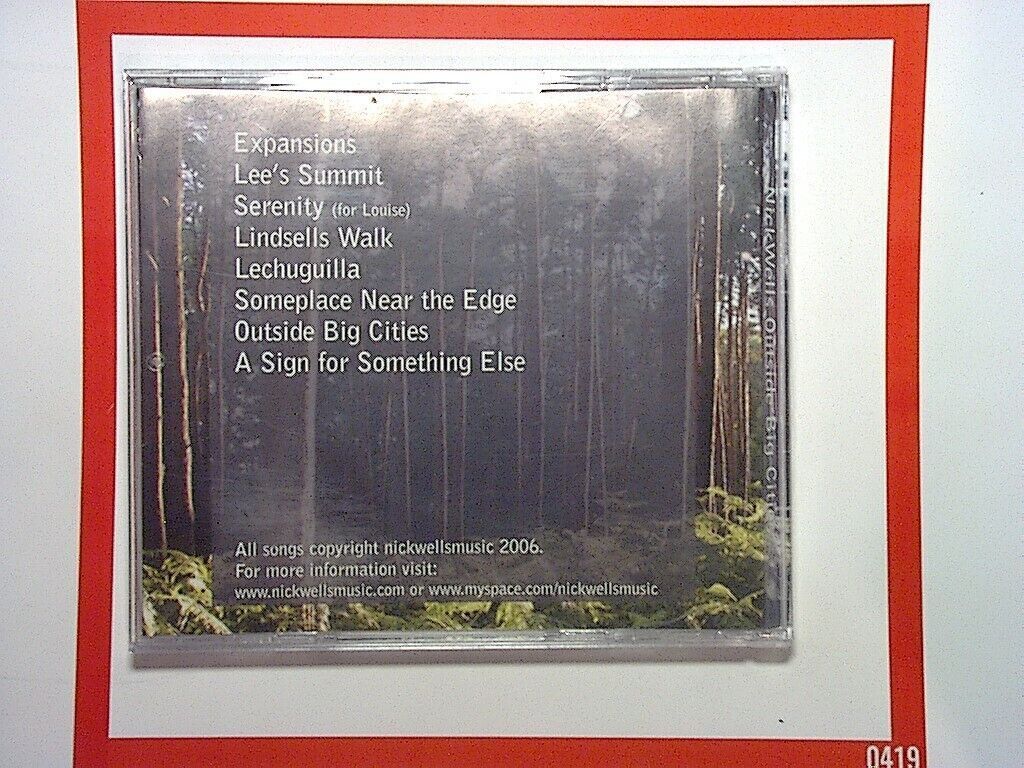 Expansions
Lee's Summit
Serenity (for Louise)
Lindsells Walk
Lechuguilla
Someplace Near the Edge
Outside Big Cities
A Sign for Something Else
All songs copyright nickwellsmusic 2006.
For more information visit:
www.nickwellsmusic.com or www.myspace.com/nickwellsmusic
Nick Wells Outside Big Cities
0419